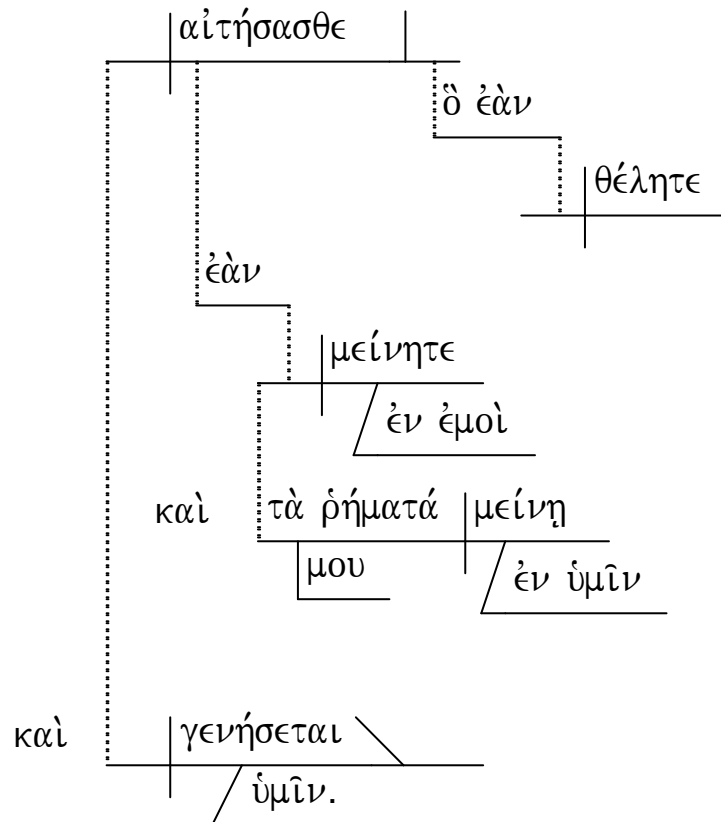 αἰτήσασθε
ὃ ἐὰν
θέλητε
ἐὰν
μείνητε
ἐν ἐμοὶ
καὶ τὰ ῥήματά μείνῃ
μου ἐν ὑμῖν
καὶ γενήσεται
ὑμῖν.